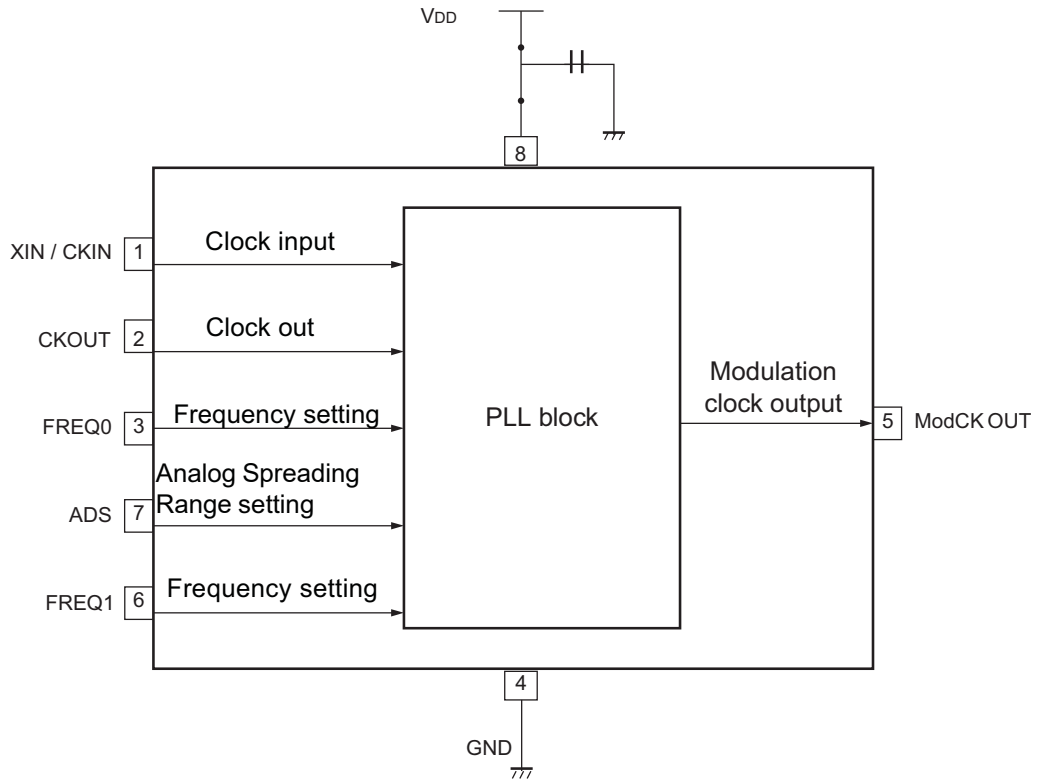 VDD
8
XIN / CKIN
1
Clock input
CKOUT
2
Clock out
FREQ0
3
Frequency setting
ADS
7
Analog Spreading
Range setting
FREQ1
6
Frequency setting
PLL block
Modulation
clock output
5
ModCK OUT
4
GND